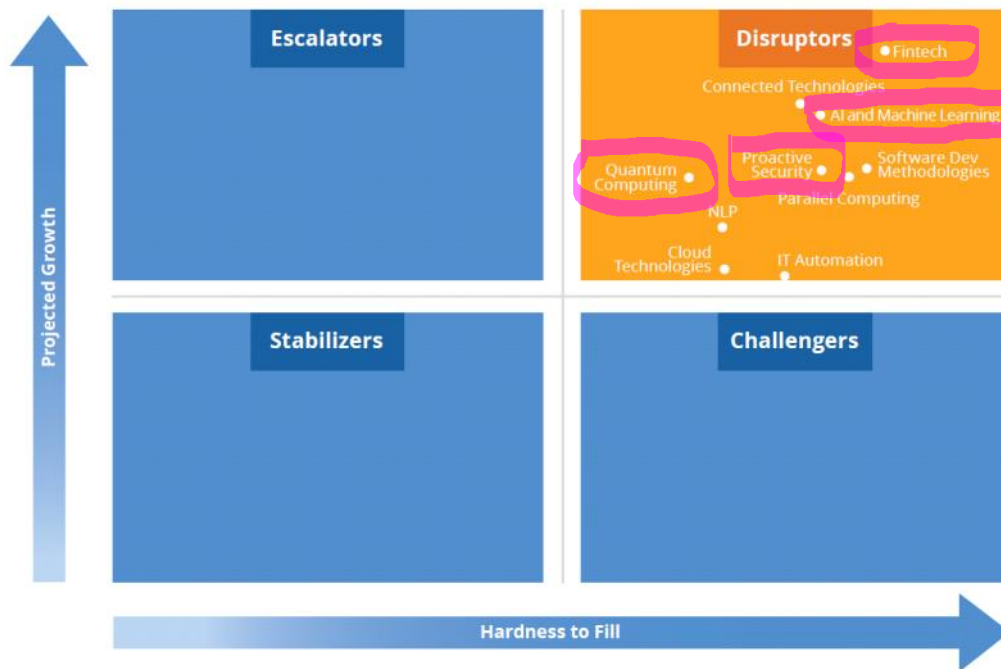 Escalators
Disruptors
Fintech
Connected Technologies
AI and Machine Learning
Proactive
Security
Software Dev
Methodologies
Quantum
Computing
Parallel Computing
NLP
Cloud
Technologies
IT Automation
Projected Growth
Stabilizers
Challengers
Hardness to Fill